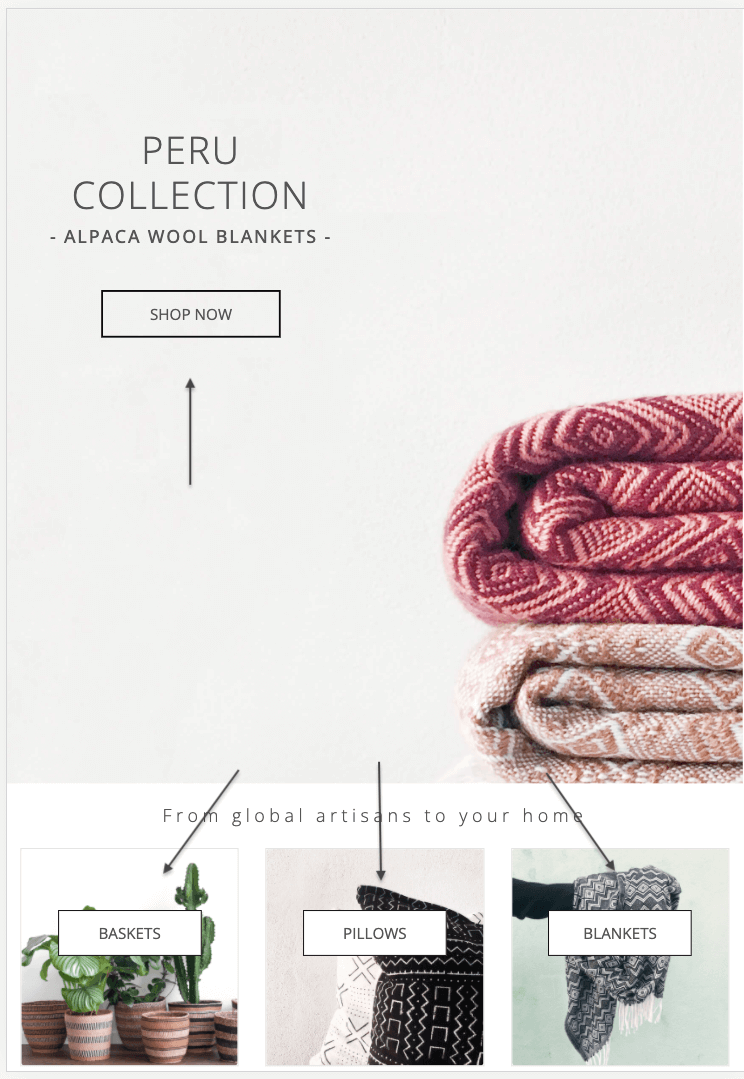 PERU
COLLECTION
- ALPACA WOOL BLANKETS -
SHOP NOW
From global artisans to your home
BASKETS
PILLOWS
BLANKETS